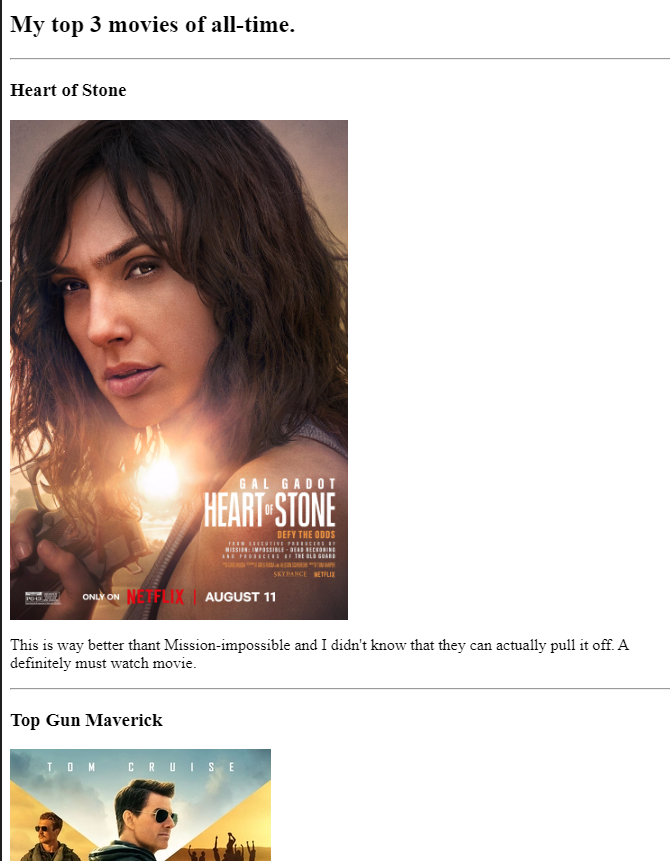 My top 3 movies of all-time.
Heart of Stone
GAL GADOT
HEART OF STONE
DEFY THE ODDS
FROM EXECUTIVE PRODUCERS OF
MISSION: IMPOSSIBLE - DEAD RECKONING
AND PRODUCERS OF THE OLD GUARD
SKYDANCE NETFLIX
ONLY ON NETFLIX | AUGUST 11
This is way better thant Mission-impossible and I didn't know that they can actually pull it off. A
definitely must watch movie.
Top Gun Maverick
TOM CRUISE